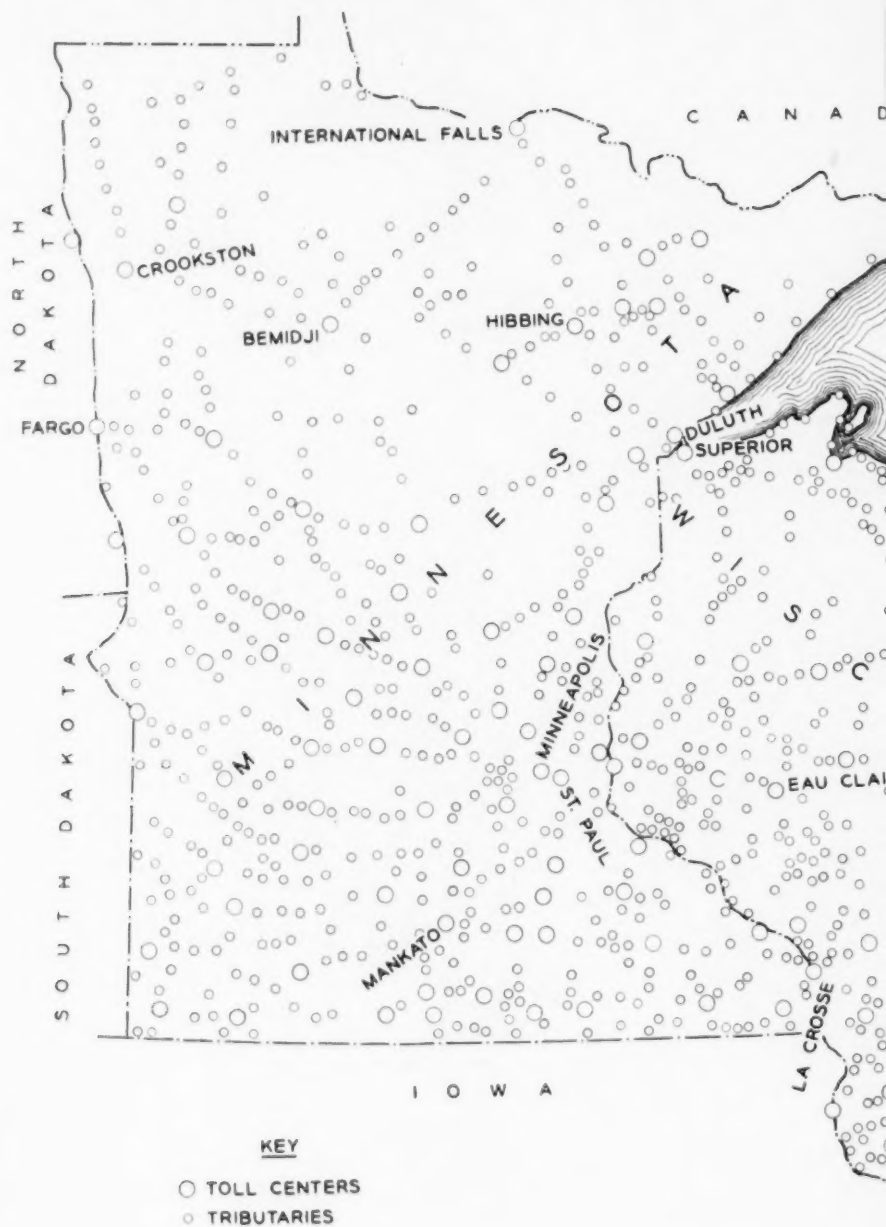 CANAD
INTERNATIONAL FALLS
NORTH
DAKOTA
CROOKSTON
BEMIDJI
HIBBING
FARGO
DULUTH
SUPERIOR
MINNESOTA
WISC
SOUTH DAKOTA
MINNEAPOLIS
ST. PAUL
EAU CLAI
MANKATO
LA CROSSE
IOWA
KEY
TOLL CENTERS
TRIBUTARIES